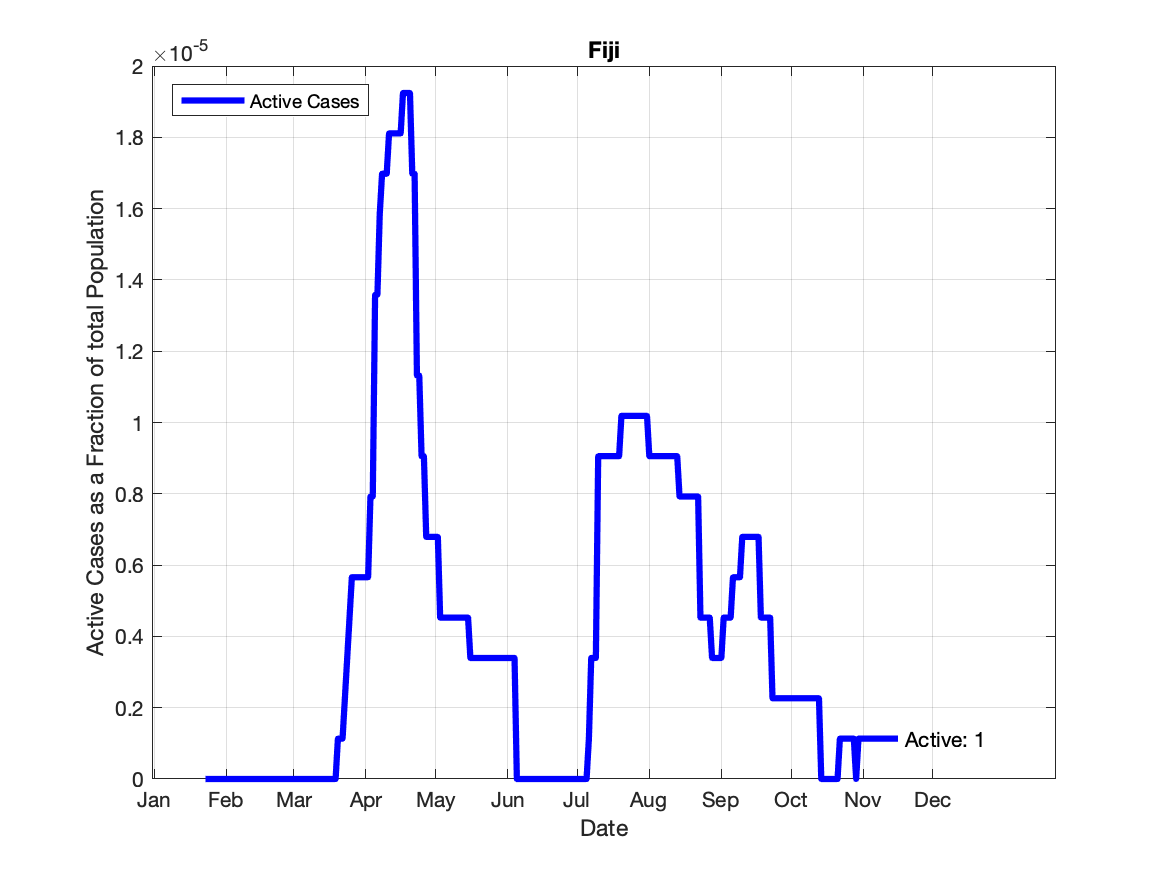 Fiji
×10-5
Active Cases
2
1.8
1.6
1.4
1.2
1
0.8
0.6
0.4
0.2
0
Active Cases as a Fraction of total Population
Active: 1
Jan Feb Mar Apr May Jun Jul Aug Sep Oct Nov Dec
Date